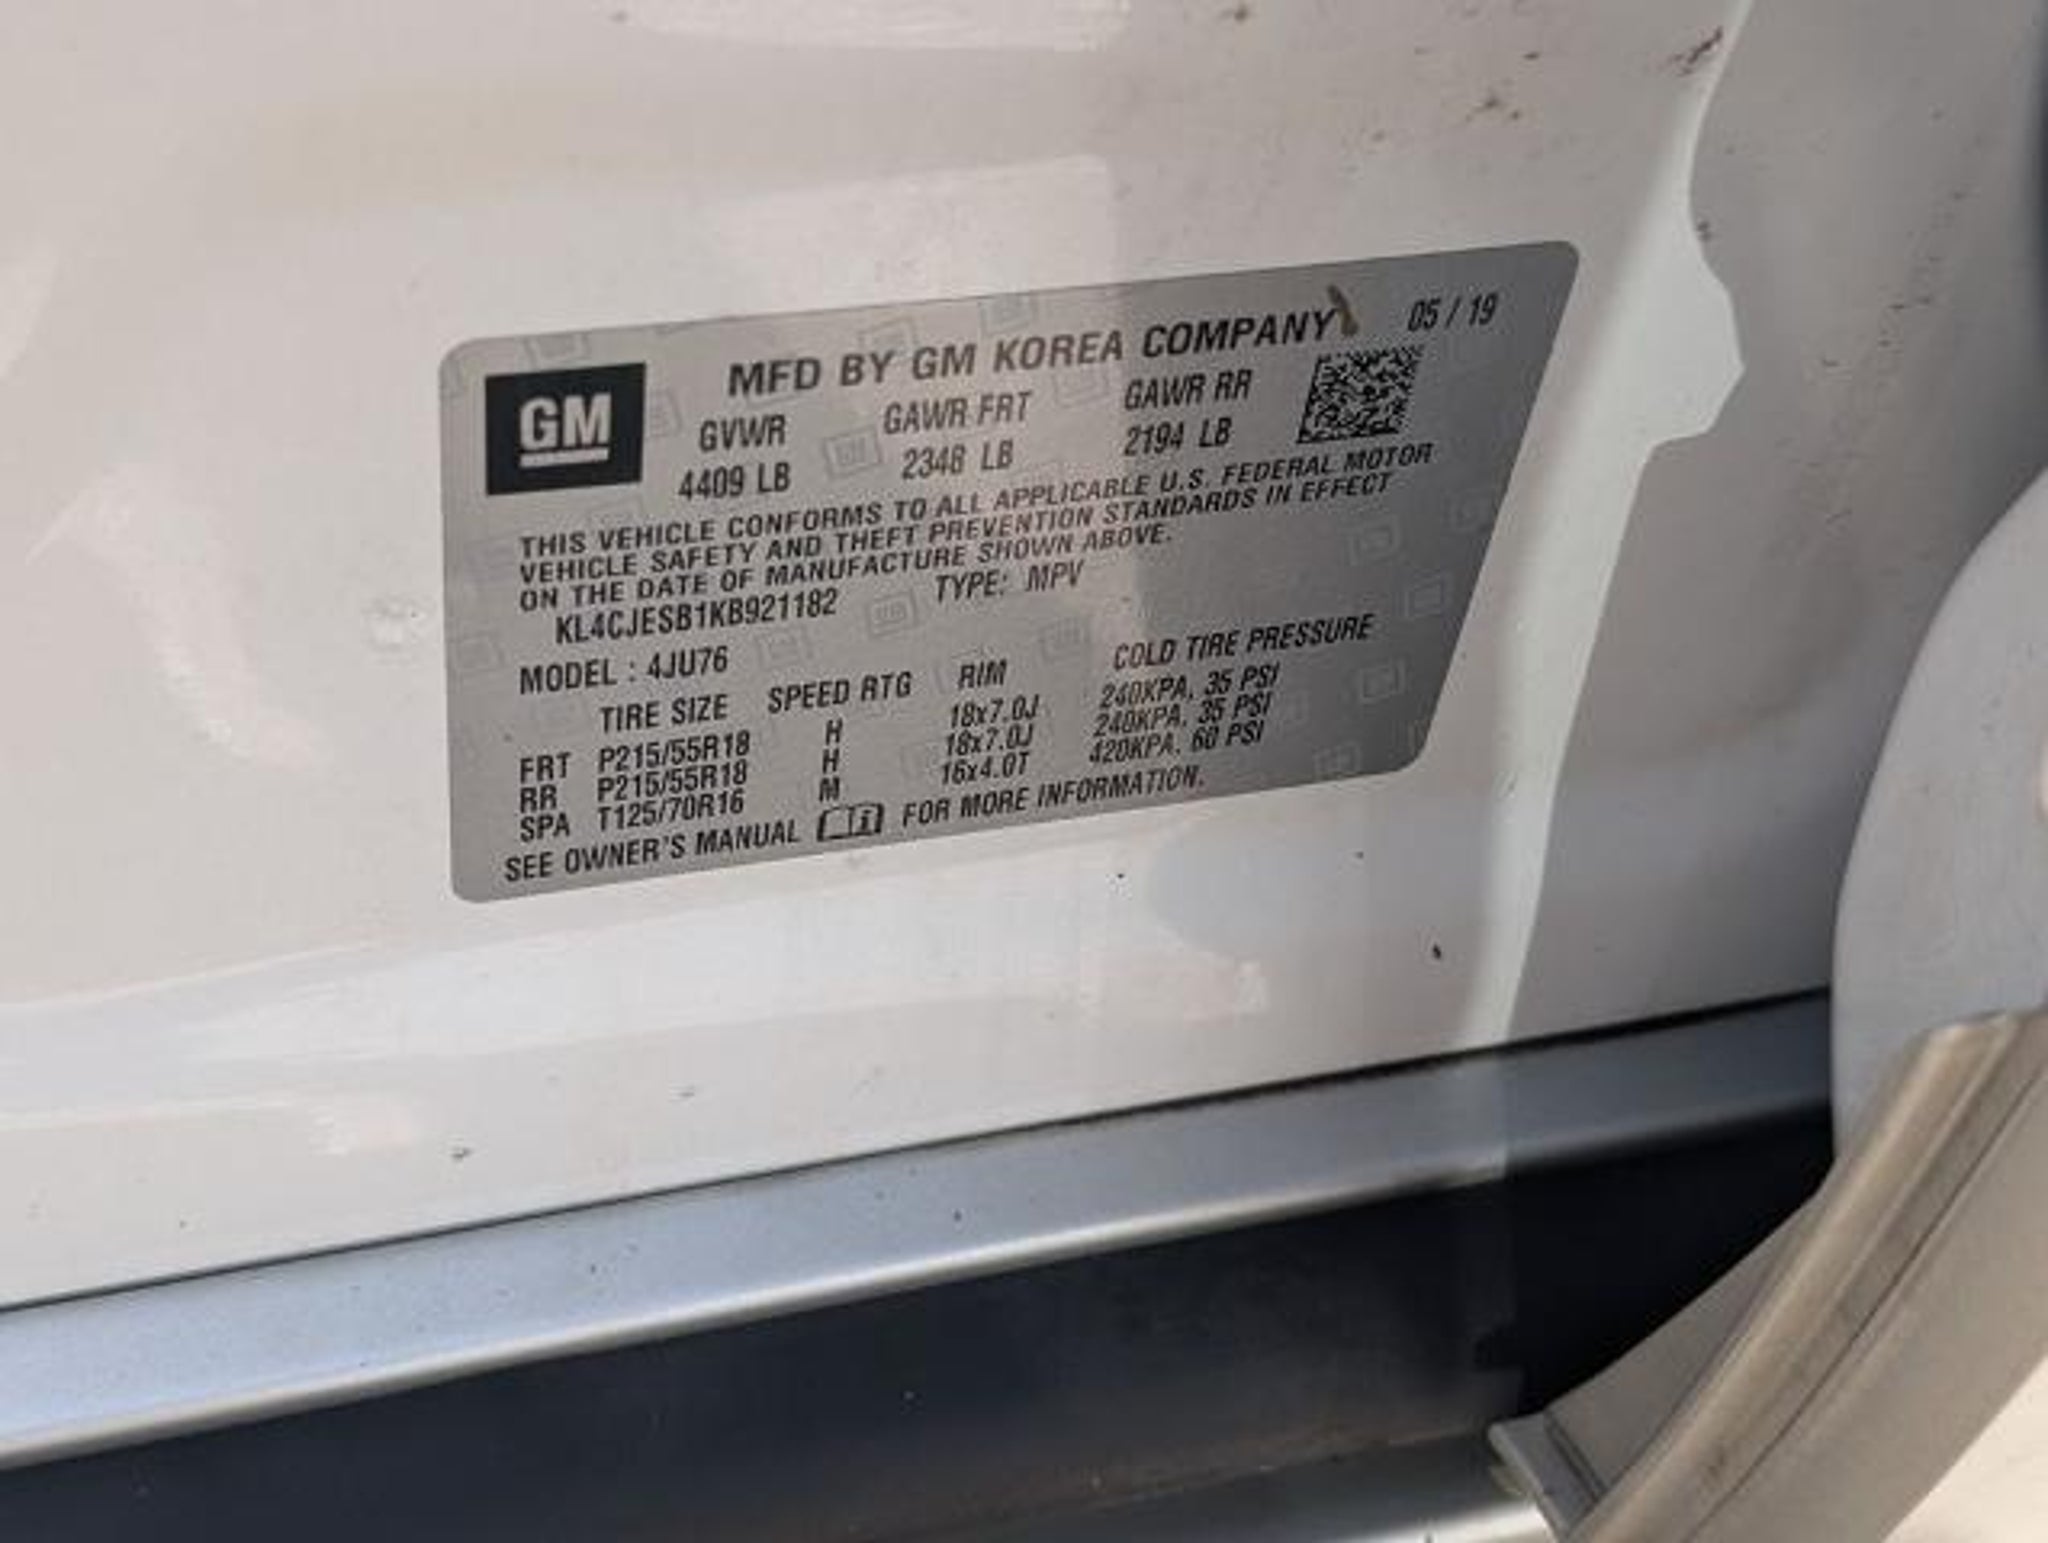 MFD BY GM KOREA COMPANY 05 / 19
GM
GVWR GAWR FRT GAWR RR
4409 LB 2348 LB 2194 LB
THIS VEHICLE CONFORMS TO ALL APPLICABLE U.S. FEDERAL MOTOR
VEHICLE SAFETY AND THEFT PREVENTION STANDARDS IN EFFECT
ON THE DATE OF MANUFACTURE SHOWN ABOVE.
KL4CJESB1KB921182 TYPE: MPV
MODEL : 4JU76
TIRE SIZE SPEED RTG RIM COLD TIRE PRESSURE
FRT P215/55R18 H 18x7.0J 240KPA, 35 PSI
RR P215/55R18 H 18x7.0J 240KPA, 35 PSI
SPA T125/70R16 M 16x4.0T 420KPA, 60 PSI
SEE OWNER'S MANUAL FOR MORE INFORMATION.